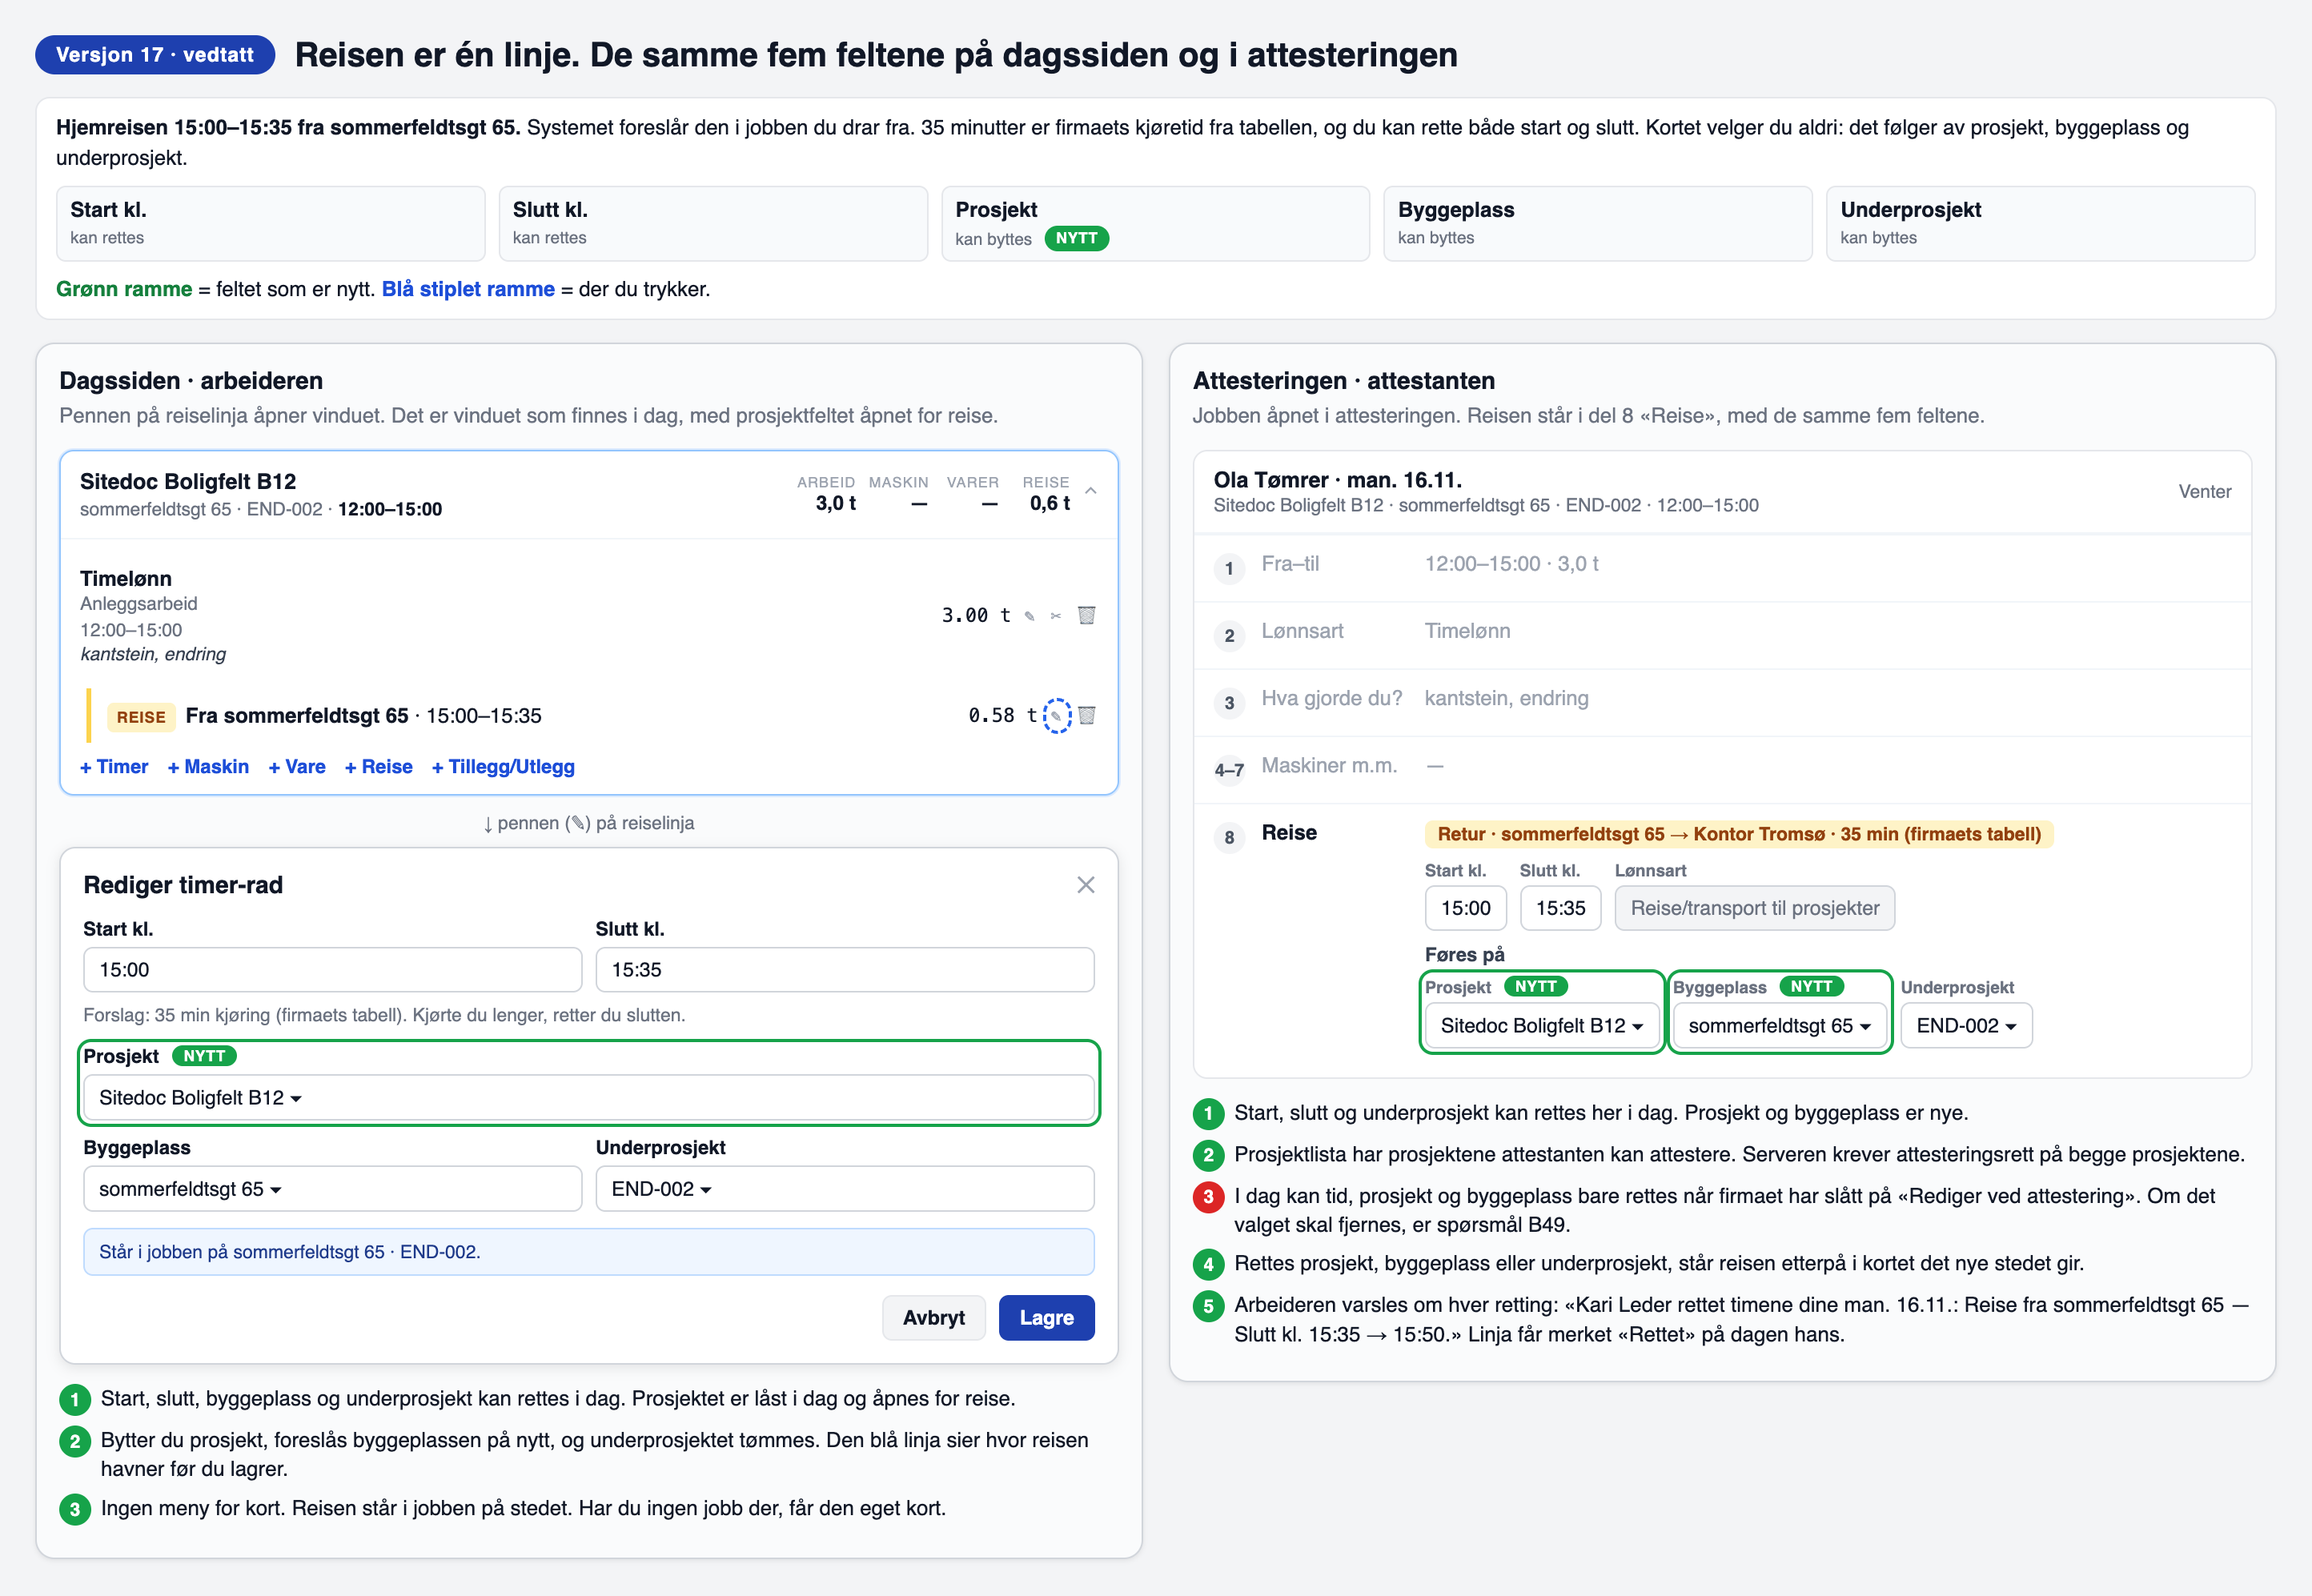 Versjon 17 · vedtatt
Reisen er én linje. De samme fem feltene på dagssiden og i attesteringen
Hjemreisen 15:00–15:35 fra sommerfeldtsgt 65. Systemet foreslår den i jobben du drar fra. 35 minutter er firmaets kjøretid fra tabellen, og du kan rette både start og slutt. Kortet velger du aldri: det følger av prosjekt, byggeplass og
underprosjekt.
Start kl.
kan rettes
Slutt kl.
kan rettes
Prosjekt
kan byttes NYTT
Byggeplass
kan byttes
Underprosjekt
kan byttes
Grønn ramme = feltet som er nytt. Blå stiplet ramme = der du trykker.
Dagssiden · arbeideren
Pennen på reiselinja åpner vinduet. Det er vinduet som finnes i dag, med prosjektfeltet åpnet for reise.
Sitedoc Boligfelt B12
sommerfeldtsgt 65 · END-002 · 12:00–15:00
ARBEID MASKIN VARER REISE
3,0 t — — 0,6 t
Timelønn
Anleggsarbeid
12:00–15:00
kantstein, endring
3.00 t ✎ ✂ 🗑
REISE Fra sommerfeldtsgt 65 · 15:00–15:35 0.58 t ✎ 🗑
+ Timer + Maskin + Vare + Reise + Tillegg/Utlegg
↓ pennen (✎) på reiselinja
Rediger timer-rad ×
Start kl. Slutt kl.
15:00 15:35
Forslag: 35 min kjøring (firmaets tabell). Kjørte du lenger, retter du slutten.
Prosjekt NYTT
Sitedoc Boligfelt B12 ▾
Byggeplass Underprosjekt
sommerfeldtsgt 65 ▾ END-002 ▾
Står i jobben på sommerfeldtsgt 65 · END-002.
Avbryt Lagre
1 Start, slutt, byggeplass og underprosjekt kan rettes i dag. Prosjektet er låst i dag og åpnes for reise.
2 Bytter du prosjekt, foreslås byggeplassen på nytt, og underprosjektet tømmes. Den blå linja sier hvor reisen
havner før du lagrer.
3 Ingen meny for kort. Reisen står i jobben på stedet. Har du ingen jobb der, får den eget kort.
Attesteringen · attestanten
Jobben åpnet i attesteringen. Reisen står i del 8 «Reise», med de samme fem feltene.
Ola Tømrer · man. 16.11.
Sitedoc Boligfelt B12 · sommerfeldtsgt 65 · END-002 · 12:00–15:00
Venter
1 Fra–til 12:00–15:00 · 3,0 t
2 Lønnsart Timelønn
3 Hva gjorde du? kantstein, endring
4–7 Maskiner m.m. —
8 Reise Retur · sommerfeldtsgt 65 → Kontor Tromsø · 35 min (firmaets tabell)
Start kl. Slutt kl. Lønnsart
15:00 15:35 Reise/transport til prosjekter
Føres på
Prosjekt NYTT Byggeplass NYTT Underprosjekt
Sitedoc Boligfelt B12 ▾ sommerfeldtsgt 65 ▾ END-002 ▾
1 Start, slutt og underprosjekt kan rettes her i dag. Prosjekt og byggeplass er nye.
2 Prosjektlista har prosjektene attestanten kan attestere. Serveren krever attesteringsrett på begge prosjektene.
3 I dag kan tid, prosjekt og byggeplass bare rettes når firmaet har slått på «Rediger ved attestering». Om det
valget skal fjernes, er spørsmål B49.
4 Rettes prosjekt, byggeplass eller underprosjekt, står reisen etterpå i kortet det nye stedet gir.
5 Arbeideren varsles om hver retting: «Kari Leder rettet timene dine man. 16.11.: Reise fra sommerfeldtsgt 65 —
Slutt kl. 15:35 → 15:50.» Linja får merket «Rettet» på dagen hans.